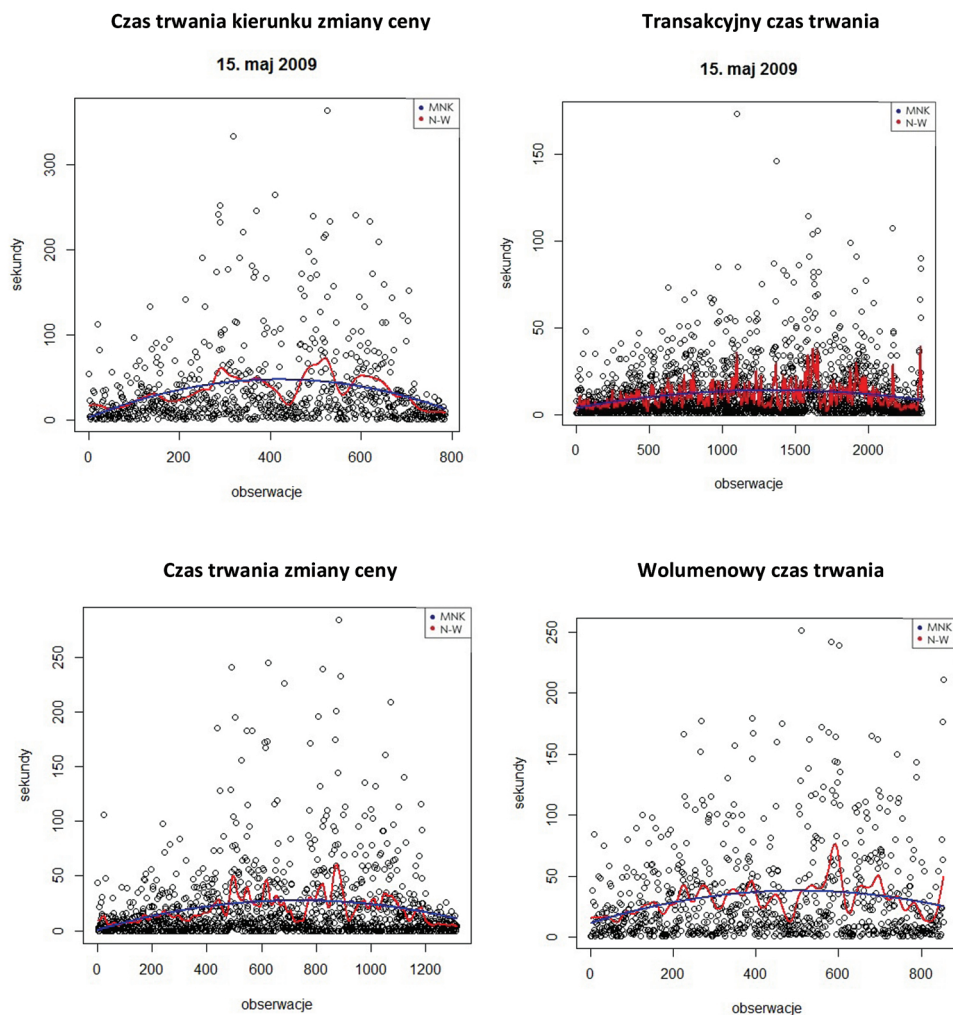 Czas trwania kierunku zmiany ceny
15. maj 2009
MNK
N-W
300
200
100
0
sekundy
0 200 400 600 800
obserwacje
Transakcyjny czas trwania
15. maj 2009
MNK
N-W
150
100
50
0
sekundy
0 500 1000 1500 2000
obserwacje
Czas trwania zmiany ceny
MNK
N-W
250
200
150
100
50
0
sekundy
0 200 400 600 800 1000 1200
obserwacje
Wolumenowy czas trwania
MNK
N-W
250
200
150
100
50
0
sekundy
0 200 400 600 800
obserwacje